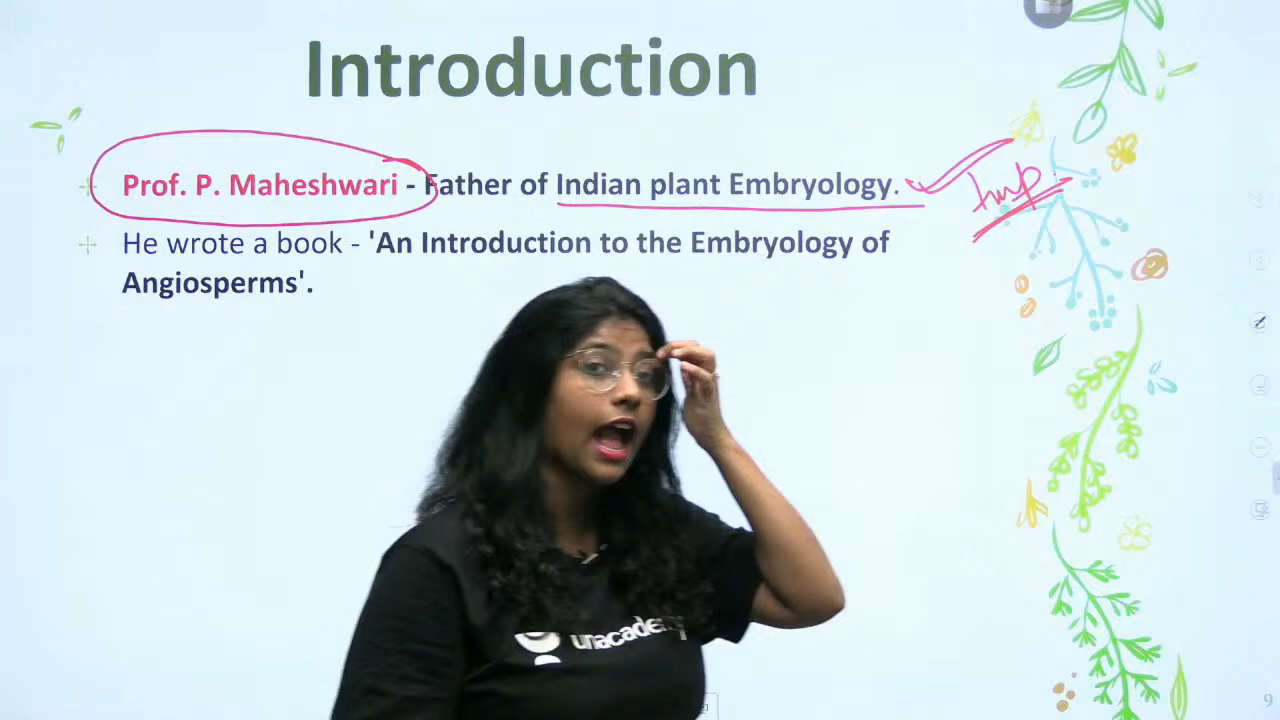 Introduction
Prof. P. Maheshwari - Father of Indian plant Embryology.
Imp.
He wrote a book - 'An Introduction to the Embryology of
Angiosperms'.
unacademy
9